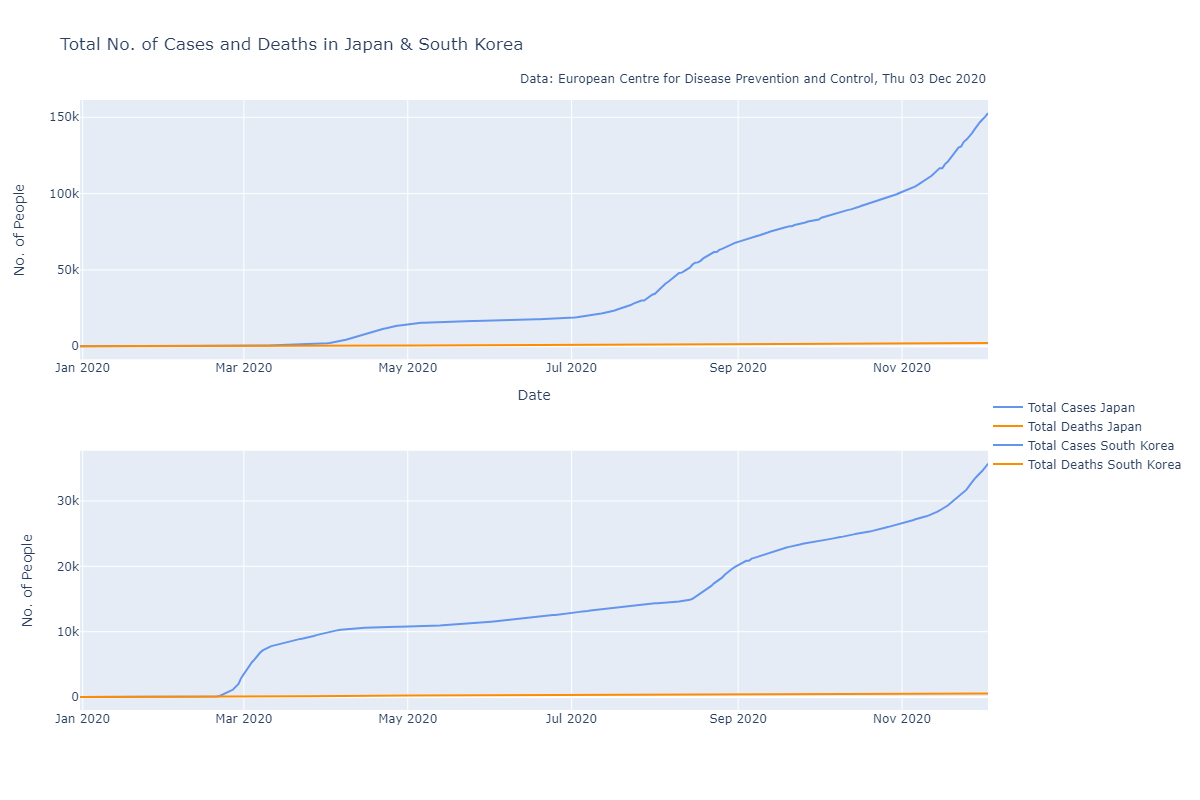 Total No. of Cases and Deaths in Japan & South Korea
Data: European Centre for Disease Prevention and Control, Thu 03 Dec 2020
150k
100k
50k
0
No. of People
Jan 2020 Mar 2020 May 2020 Jul 2020 Sep 2020 Nov 2020
Date
Total Cases Japan
Total Deaths Japan
Total Cases South Korea
Total Deaths South Korea
30k
20k
10k
0
No. of People
Jan 2020 Mar 2020 May 2020 Jul 2020 Sep 2020 Nov 2020